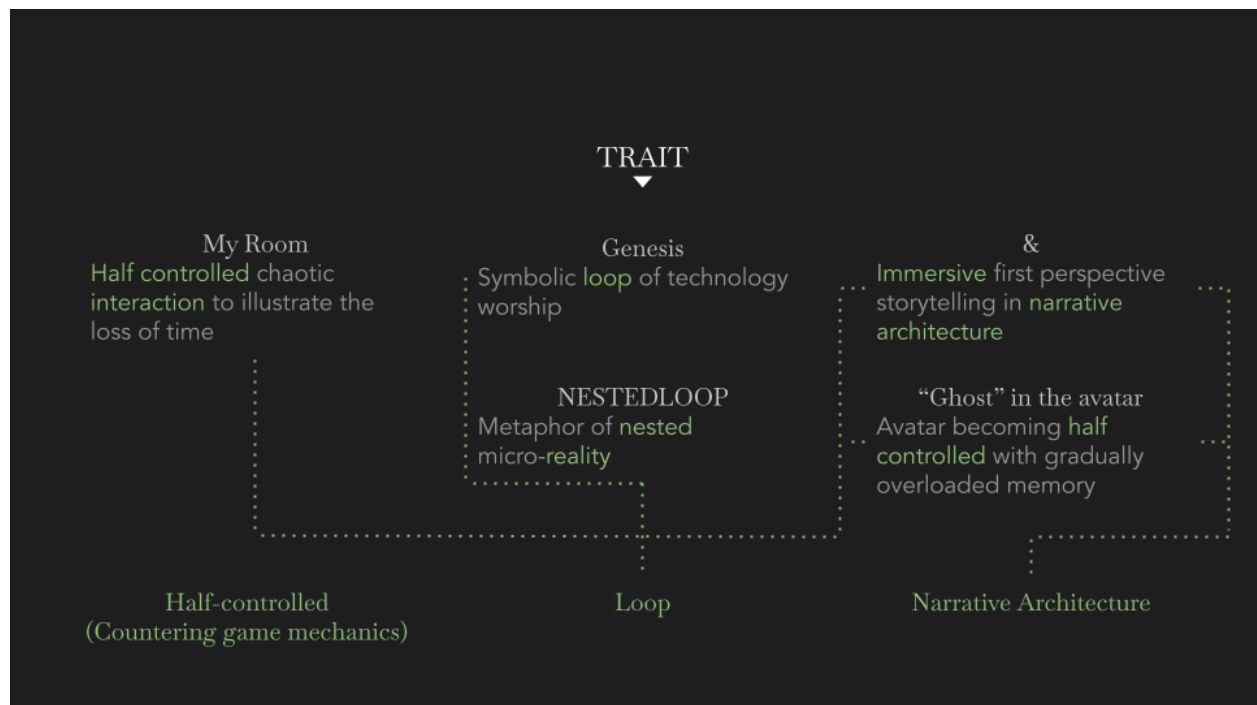 TRAIT
My Room
Half controlled chaotic
interaction to illustrate the
loss of time
Genesis
Symbolic loop of technology
worship
NESTEDLOOP
Metaphor of nested
micro-reality
&
Immersive first perspective
storytelling in narrative
architecture
“Ghost” in the avatar
Avatar becoming half
controlled with gradually
overloaded memory
Half-controlled
(Countering game mechanics)
Loop
Narrative Architecture